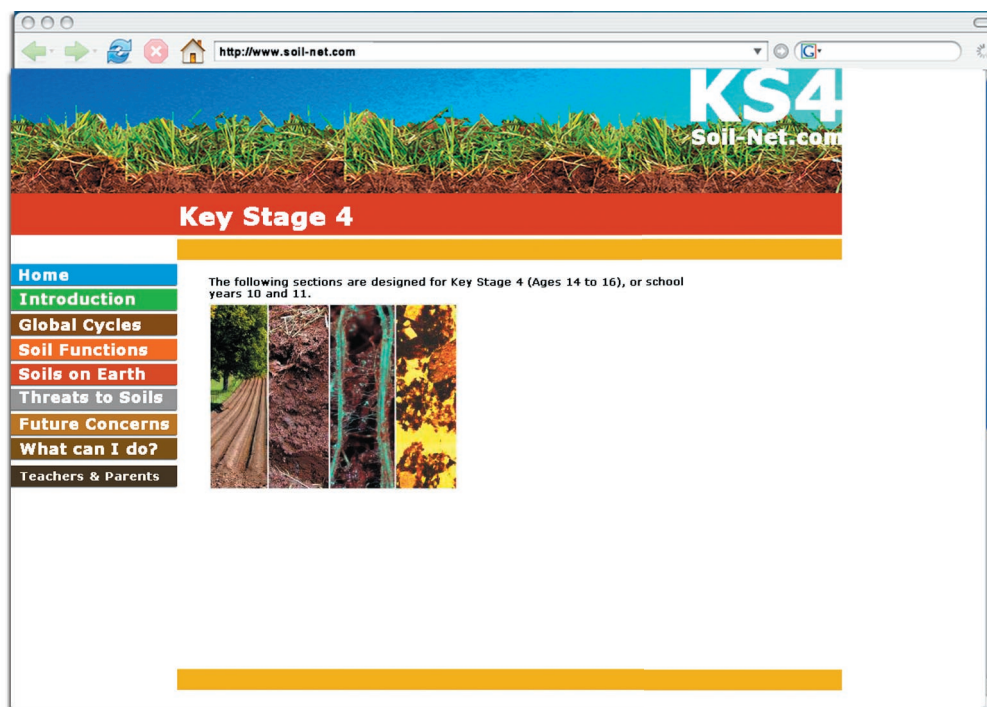 http://www.soil-net.com
G
KS4
Soil-Net.com
Key Stage 4
Home
Introduction
Global Cycles
Soil Functions
Soils on Earth
Threats to Soils
Future Concerns
What can I do?
Teachers & Parents
The following sections are designed for Key Stage 4 (Ages 14 to 16), or school
years 10 and 11.